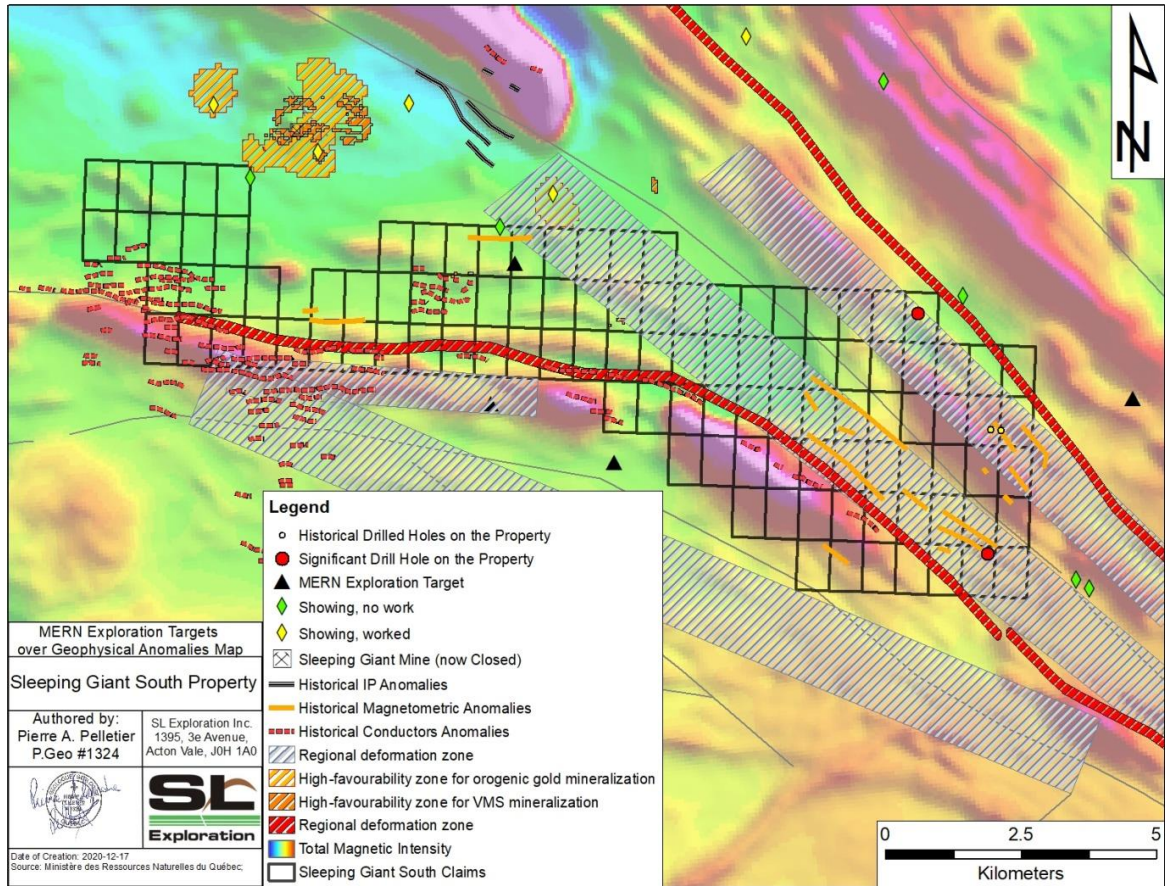 N
Legend
Historical Drilled Holes on the Property
Significant Drill Hole on the Property
MERN Exploration Target
Showing, no work
Showing, worked
Sleeping Giant Mine (now Closed)
Historical IP Anomalies
Historical Magnetometric Anomalies
Historical Conductors Anomalies
Regional deformation zone
High-favourability zone for orogenic gold mineralization
High-favourability zone for VMS mineralization
Regional deformation zone
Total Magnetic Intensity
Sleeping Giant South Claims
MERN Exploration Targets
over Geophysical Anomalies Map
Sleeping Giant South Property
Authored by:
Pierre A. Pelletier
P.Geo #1324
SL Exploration Inc.
1395, 3e Avenue,
Acton Vale, J0H 1A0
SL
Exploration
Date of Creation: 2020-12-17
Source: Ministère des Ressources Naturelles du Québec;
0 2.5 5
Kilometers